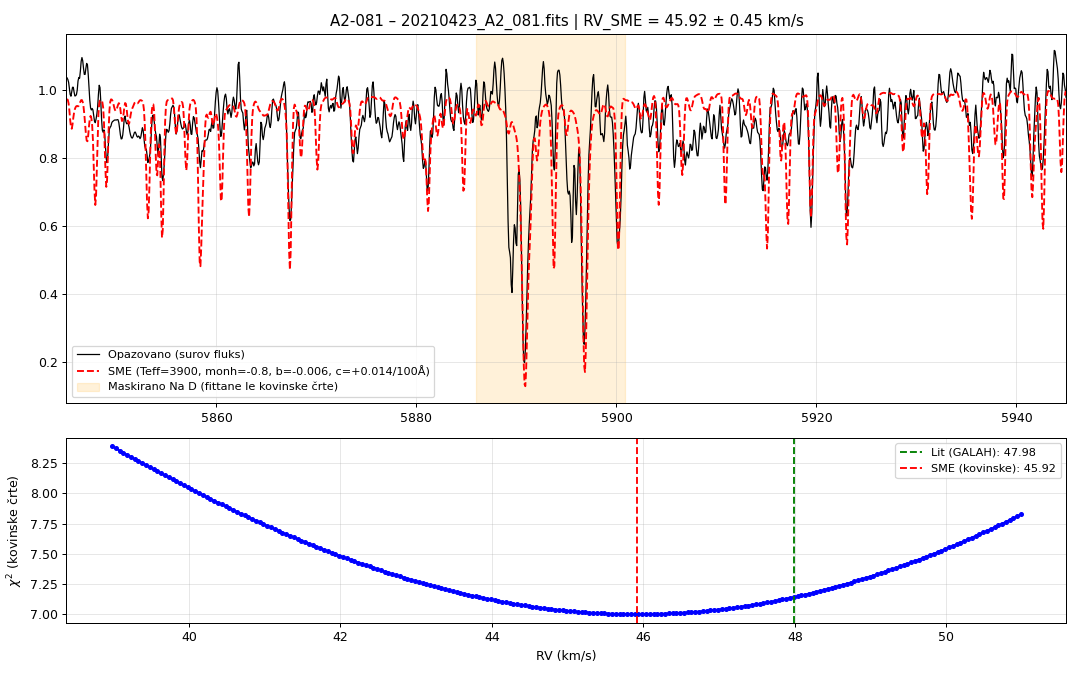 A2-081 – 20210423_A2_081.fits | RV_SME = 45.92 ± 0.45 km/s
1.0
0.8
0.6
0.4
0.2
Opazovano (surov fluks)
SME (Teff=3900, monh=-0.8, b=-0.006, c=+0.014/100Å)
Maskirano Na D (fittane le kovinske črte)
5860 5880 5900 5920 5940
χ² (kovinske črte)
8.25
8.00
7.75
7.50
7.25
7.00
Lit (GALAH): 47.98
SME (kovinske): 45.92
40 42 44 46 48 50
RV (km/s)